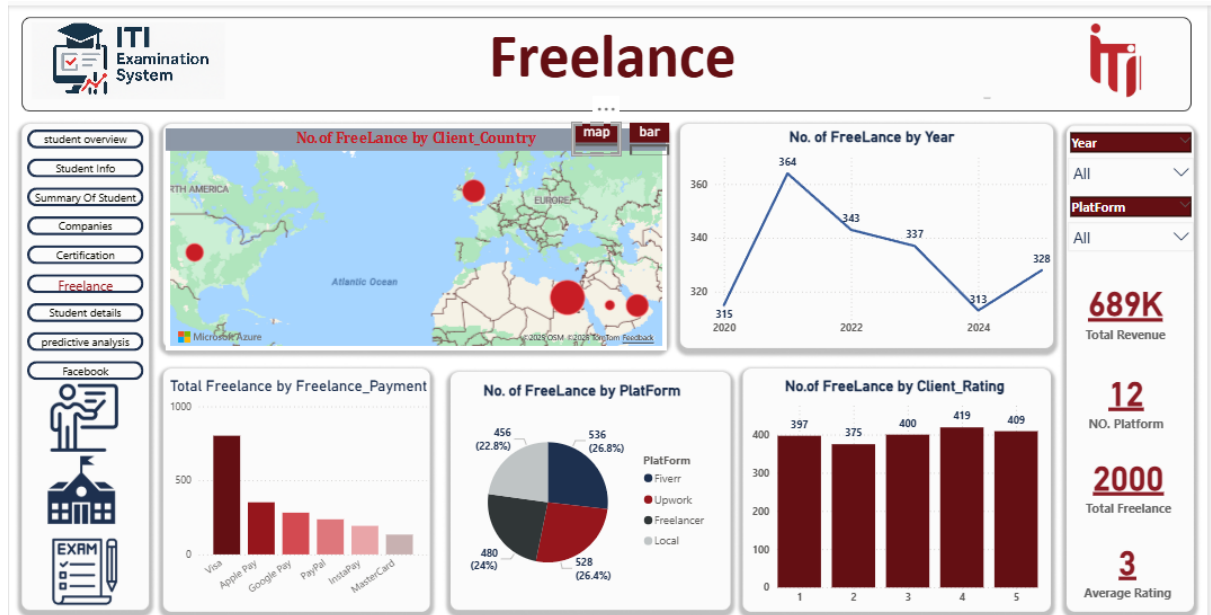 ITI
Examination
System
Freelance
iTi
student overview
Student Info
Summary Of Student
Companies
Certification
Freelance
Student details
predictive analysis
Facebook
EXAM
No.of FreeLance by Client_Country
map
bar
RTH AMERICA
EUROPE
Atlantic Ocean
Microsoft Azure
©2025 OSM, ©2025 TomTom Feedback
No. of FreeLance by Year
364
360
343
340
337
328
320
315
313
2020
2022
2024
Year
All
PlatForm
All
689K
Total Revenue
12
NO. Platform
2000
Total Freelance
3
Average Rating
Total Freelance by Freelance_Payment
1000
500
0
Visa
Apple Pay
Google Pay
PayPal
InstaPay
MasterCard
No. of FreeLance by PlatForm
456
(22.8%)
536
(26.8%)
480
(24%)
528
(26.4%)
PlatForm
Fiverr
Upwork
Freelancer
Local
No.of FreeLance by Client_Rating
397
375
400
419
409
400
300
200
100
0
1
2
3
4
5